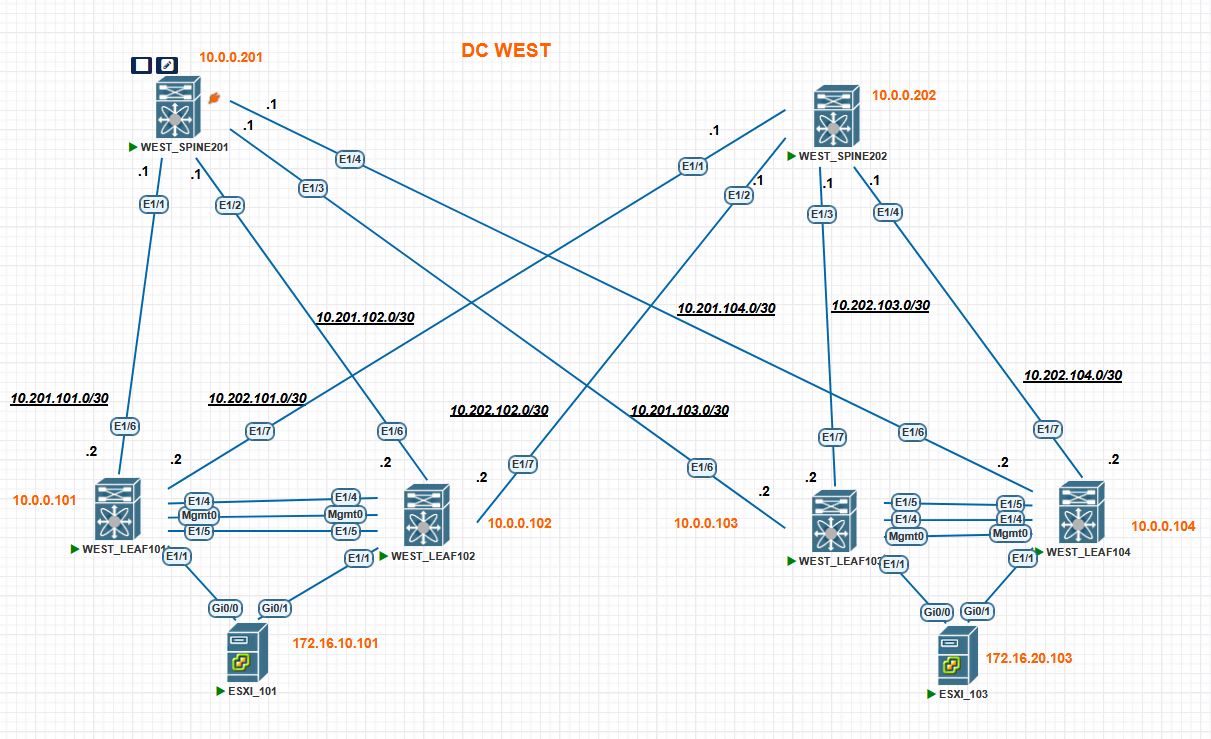 DC WEST
10.0.0.201
10.0.0.202
.1
.1
.1
WEST_SPINE201
WEST_SPINE202
E1/4
E1/1
.1
.1
E1/3
.1
.1
.1
E1/2
E1/1
E1/2
E1/3
E1/4
10.201.102.0/30
10.201.104.0/30
10.202.103.0/30
10.202.104.0/30
10.201.101.0/30
10.202.101.0/30
10.202.102.0/30
10.201.103.0/30
E1/6
E1/7
E1/6
E1/7
E1/6
E1/7
E1/6
E1/7
.2
.2
.2
.2
.2
.2
.2
.2
10.0.0.101
10.0.0.102
10.0.0.103
10.0.0.104
E1/4
E1/4
Mgmt0
Mgmt0
E1/5
E1/5
E1/5
E1/5
E1/4
E1/4
Mgmt0
Mgmt0
WEST_LEAF101
WEST_LEAF102
WEST_LEAF103
WEST_LEAF104
E1/1
E1/1
E1/1
E1/1
Gi0/0
Gi0/1
Gi0/0
Gi0/1
172.16.10.101
172.16.20.103
ESXI_101
ESXI_103